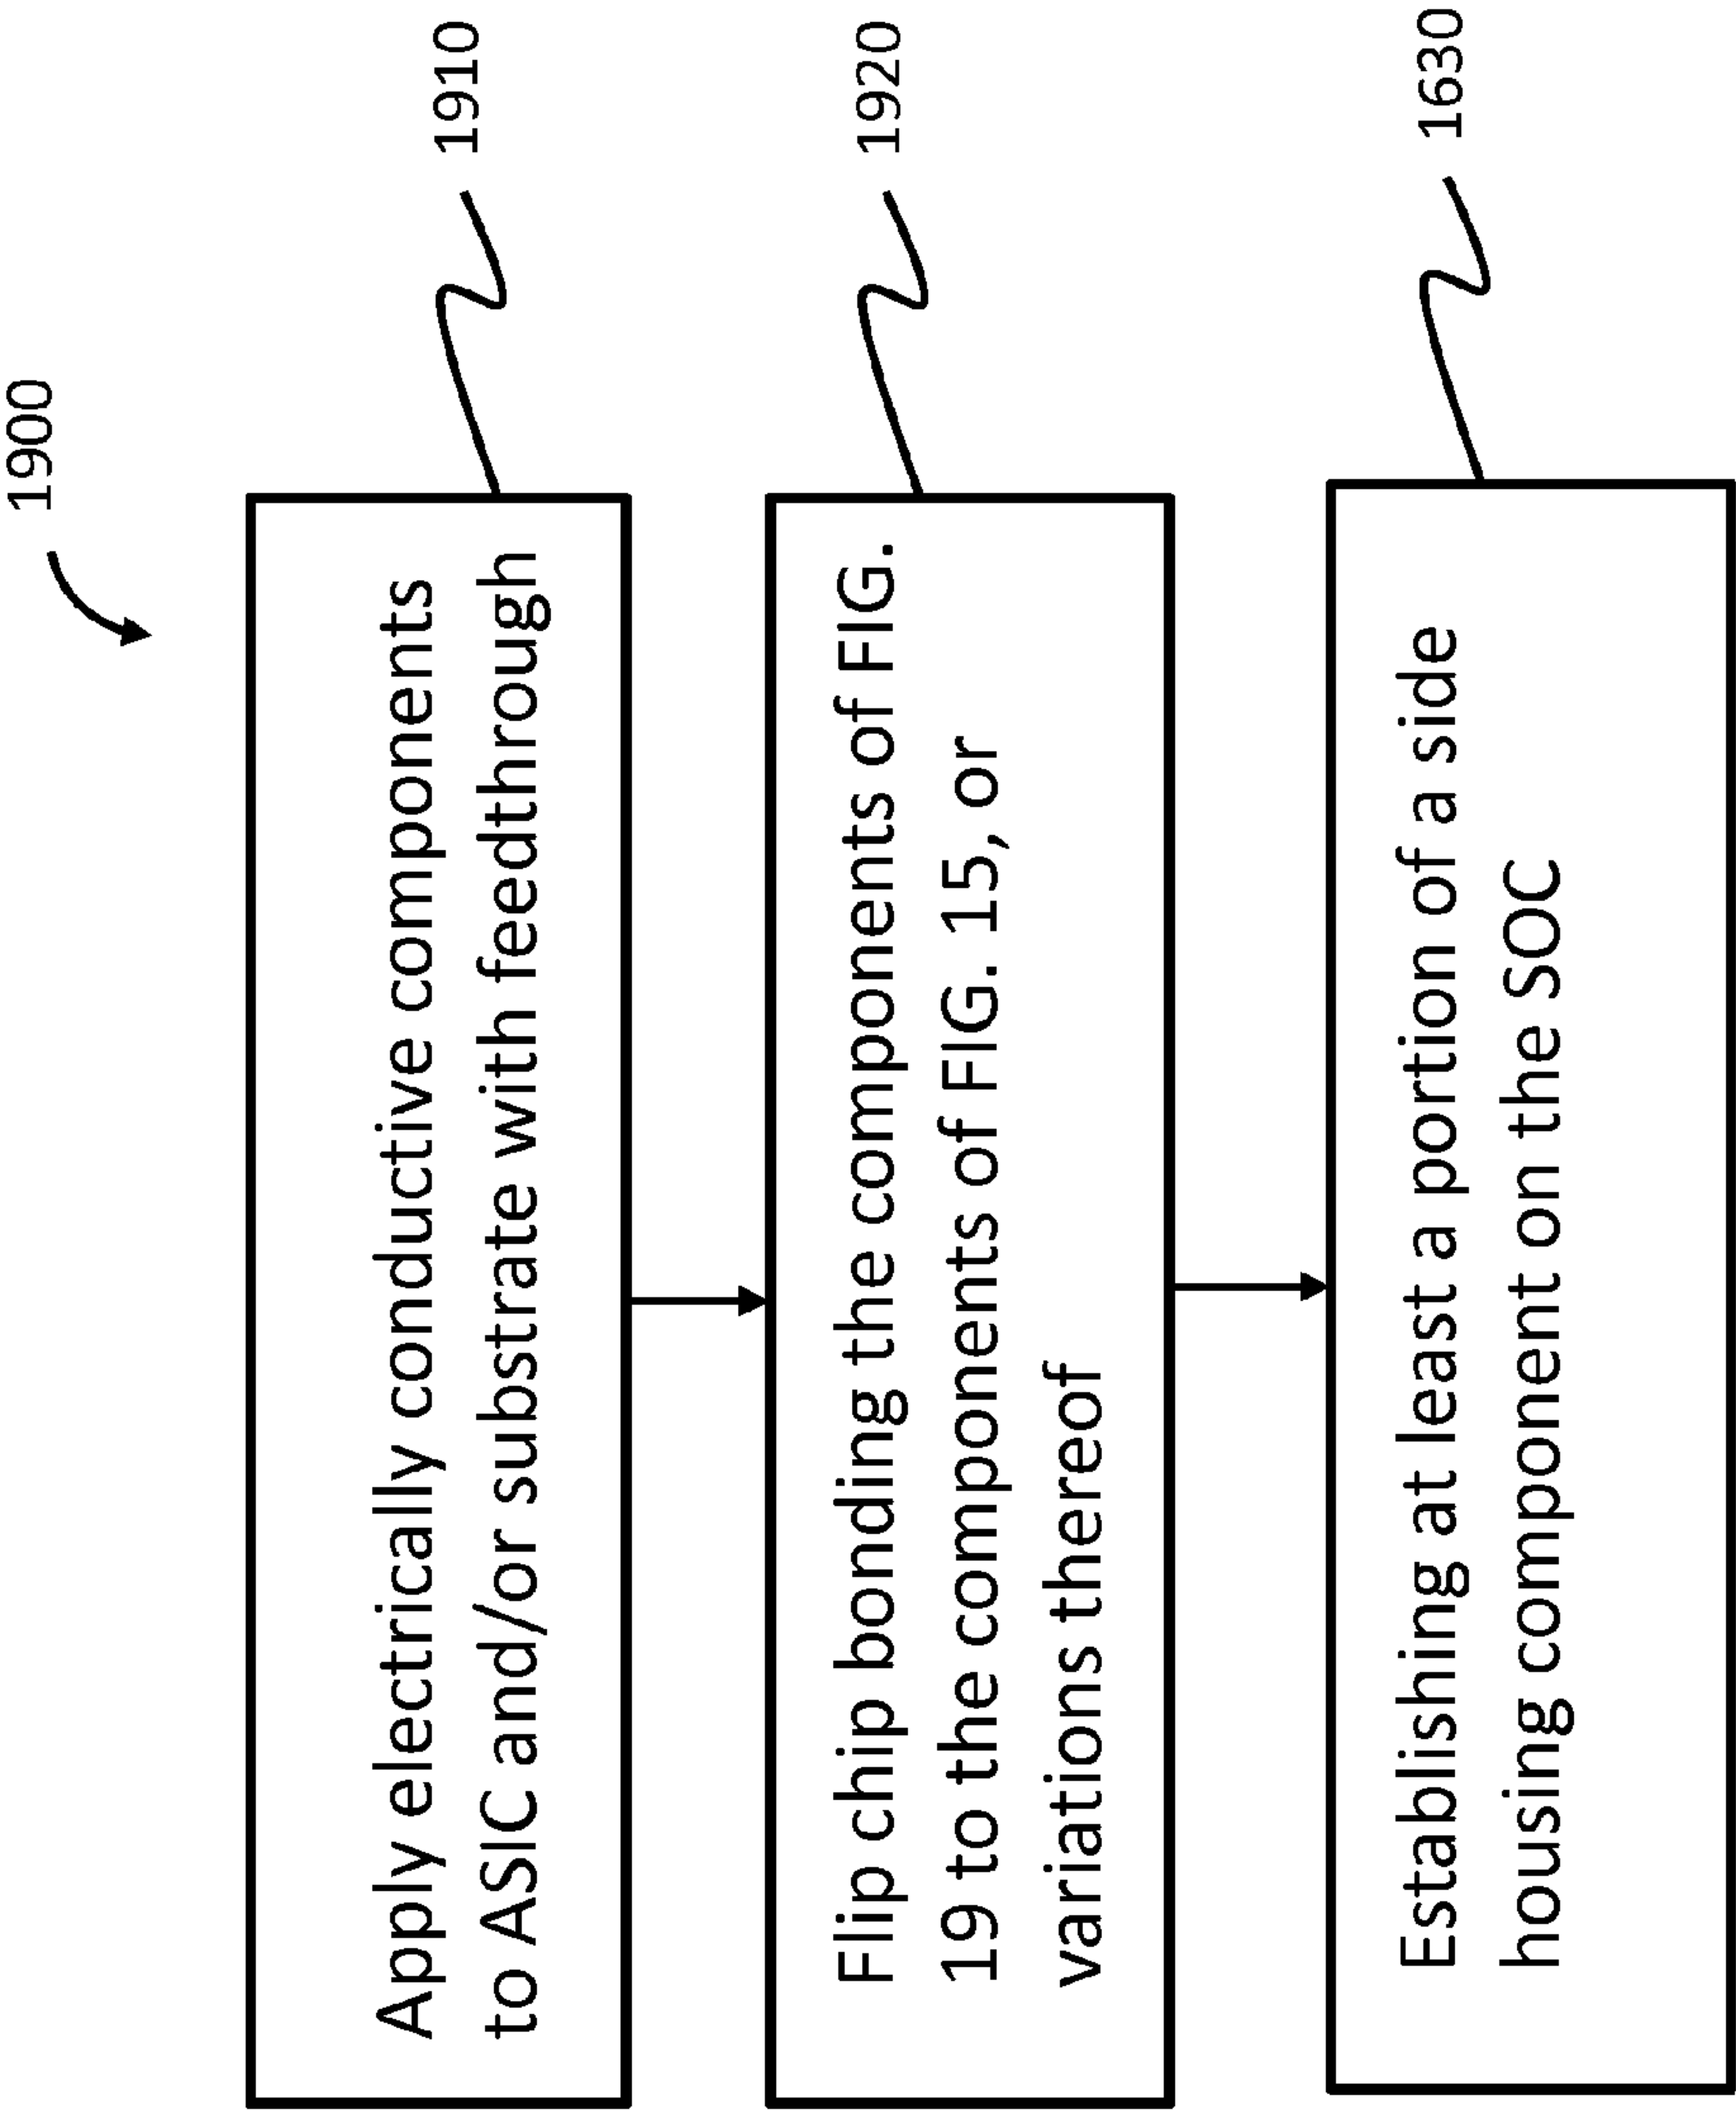 1900
Apply electrically conductive components
to ASIC and/or substrate with feedthrough
1910
Flip chip bonding the components of FIG.
19 to the components of FIG. 15, or
variations thereof
1920
Establishing at least a portion of a side
housing component on the SOC
1630